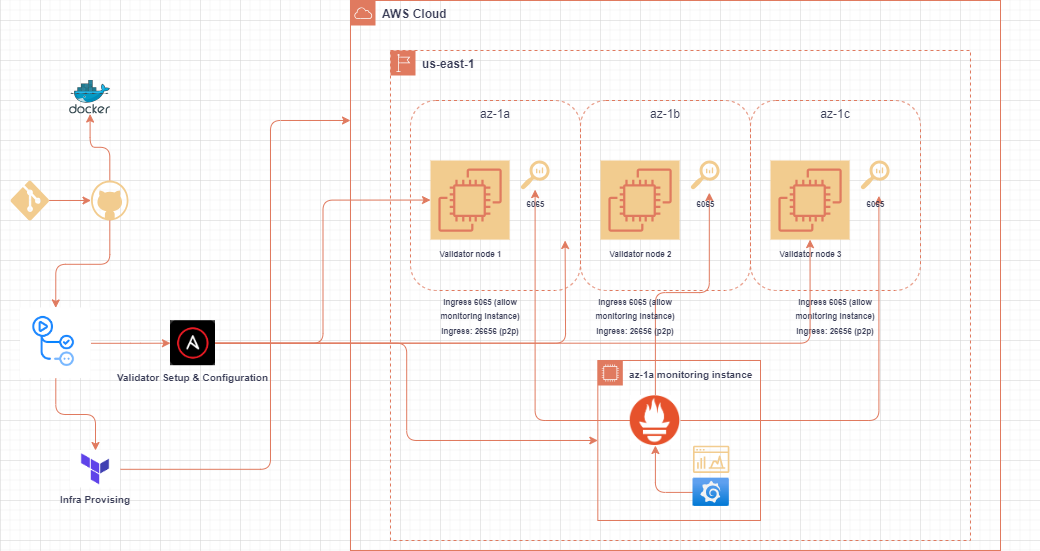 AWS Cloud
us-east-1
docker
az-1a
az-1b
az-1c
6065
6065
6065
Validator node 1
Validator node 2
Validator node 3
Ingress 6065 (allow
monitoring instance)
Ingress: 26656 (p2p)
Ingress 6065 (allow
monitoring instance)
Ingress: 26656 (p2p)
Ingress 6065 (allow
monitoring instance)
Ingress: 26656 (p2p)
Validator Setup & Configuration
az-1a monitoring instance
Infra Provising